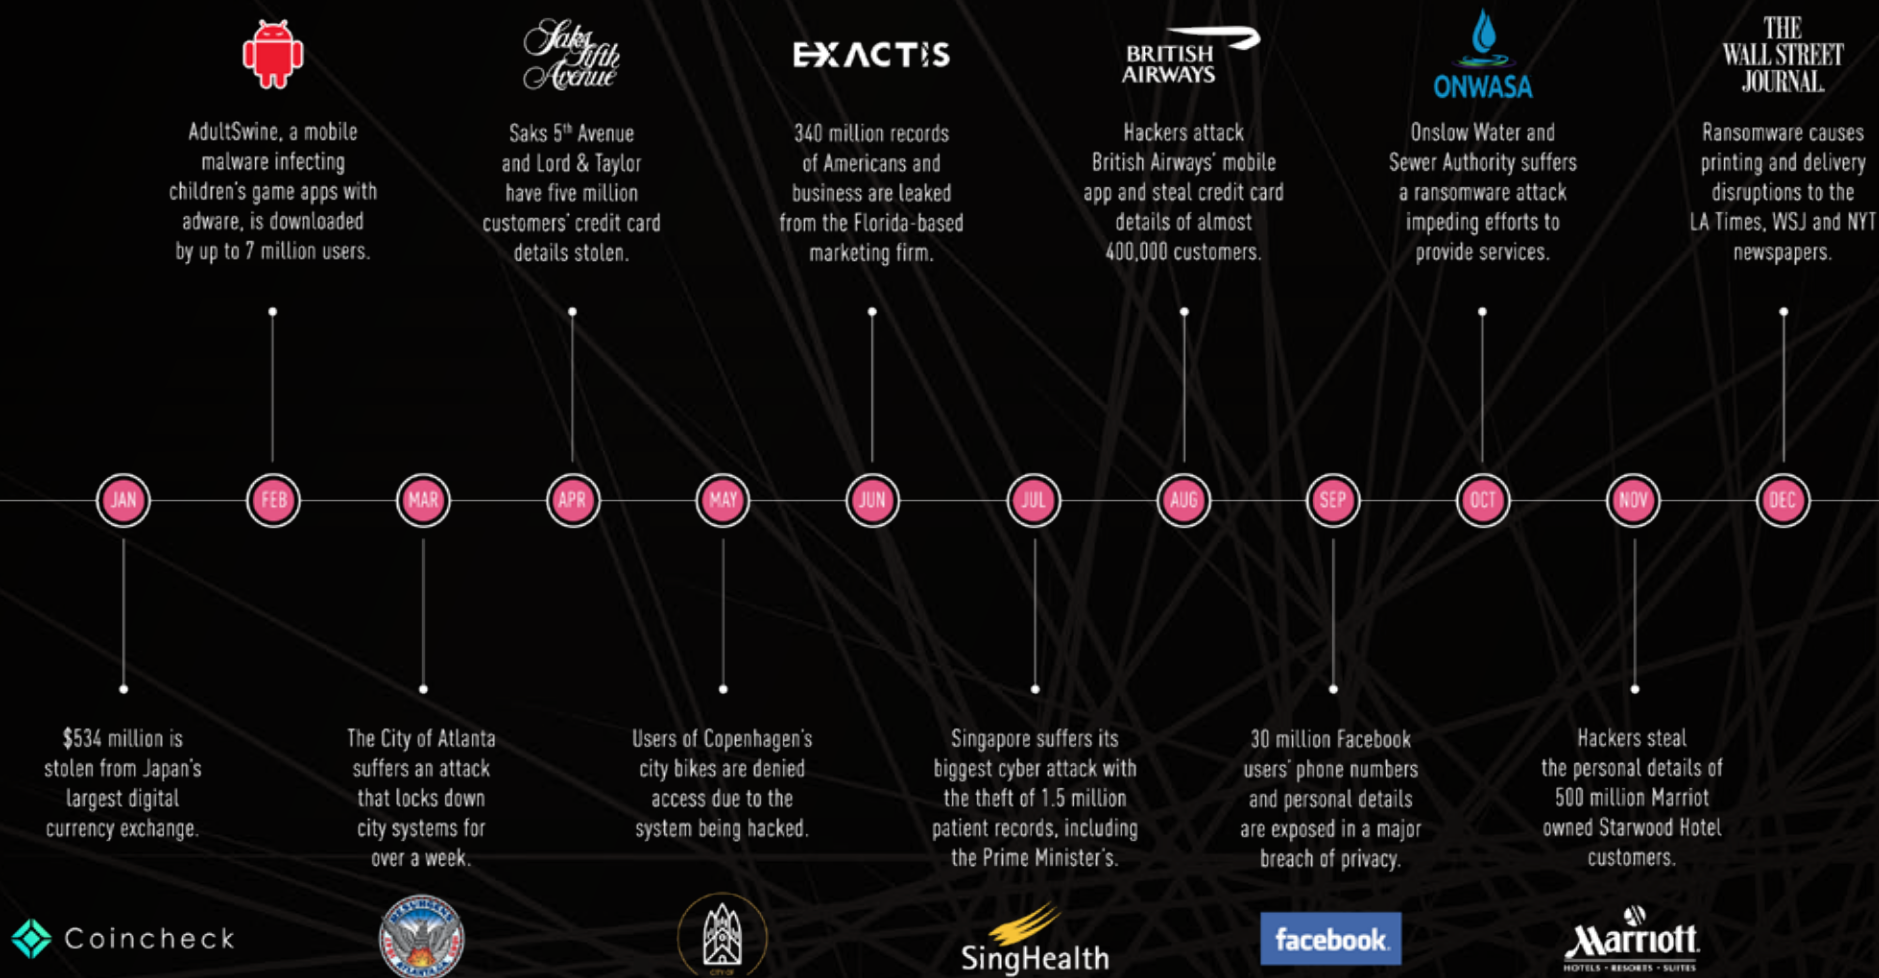 Saks
Fifth
Avenue
EXACTIS
BRITISH
AIRWAYS
ONWASA
THE
WALL STREET
JOURNAL.
AdultSwine, a mobile
malware infecting
children's game apps with
adware, is downloaded
by up to 7 million users.
Saks 5th Avenue
and Lord & Taylor
have five million
customers' credit card
details stolen.
340 million records
of Americans and
business are leaked
from the Florida-based
marketing firm.
Hackers attack
British Airways' mobile
app and steal credit card
details of almost
400,000 customers.
Onslow Water and
Sewer Authority suffers
a ransomware attack
impeding efforts to
provide services.
Ransomware causes
printing and delivery
disruptions to the
LA Times, WSJ and NYT
newspapers.
JAN
FEB
MAR
APR
MAY
JUN
JUL
AUG
SEP
OCT
NOV
DEC
$534 million is
stolen from Japan's
largest digital
currency exchange.
The City of Atlanta
suffers an attack
that locks down
city systems for
over a week.
Users of Copenhagen's
city bikes are denied
access due to the
system being hacked.
Singapore suffers its
biggest cyber attack with
the theft of 1.5 million
patient records, including
the Prime Minister's.
30 million Facebook
users' phone numbers
and personal details
are exposed in a major
breach of privacy.
Hackers steal
the personal details of
500 million Marriot
owned Starwood Hotel
customers.
Coincheck
RESURGENS
ATLANTA, GA.
CITY OF
SingHealth
facebook.
Marriott.
HOTELS • RESORTS • SUITES